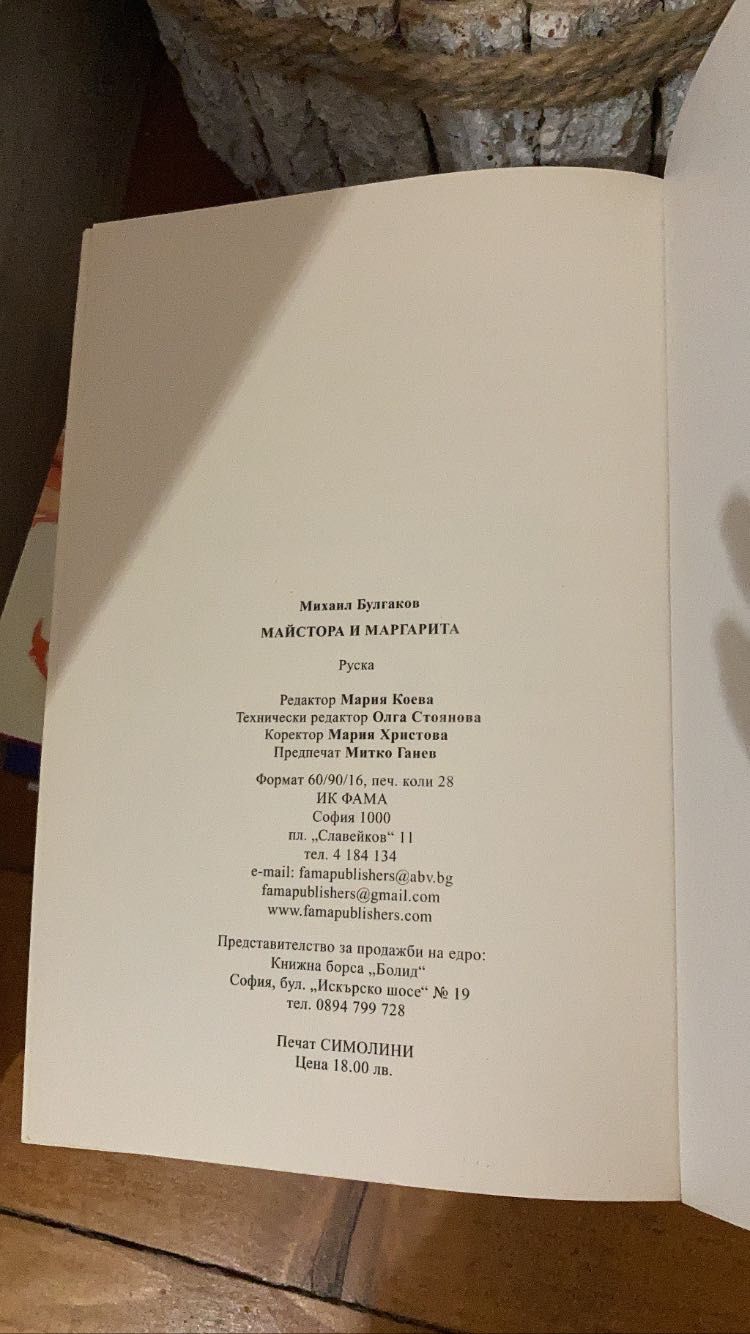 Михаил Булгаков
МАЙСТОРА И МАРГАРИТА
Руска
Редактор Мария Коева
Технически редактор Олга Стоянова
Коректор Мария Христова
Предпечат Митко Ганев
Формат 60/90/16, печ. коли 28
ИК ФАМА
София 1000
пл. „Славейков“ 11
тел. 4 184 134
e-mail: famapublishers@abv.bg
famapublishers@gmail.com
www.famapublishers.com
Представителство за продажби на едро:
Книжна борса „Болид“
София, бул. „Искърско шосе“ № 19
тел. 0894 799 728
Печат СИМОЛИНИ
Цена 18.00 лв.